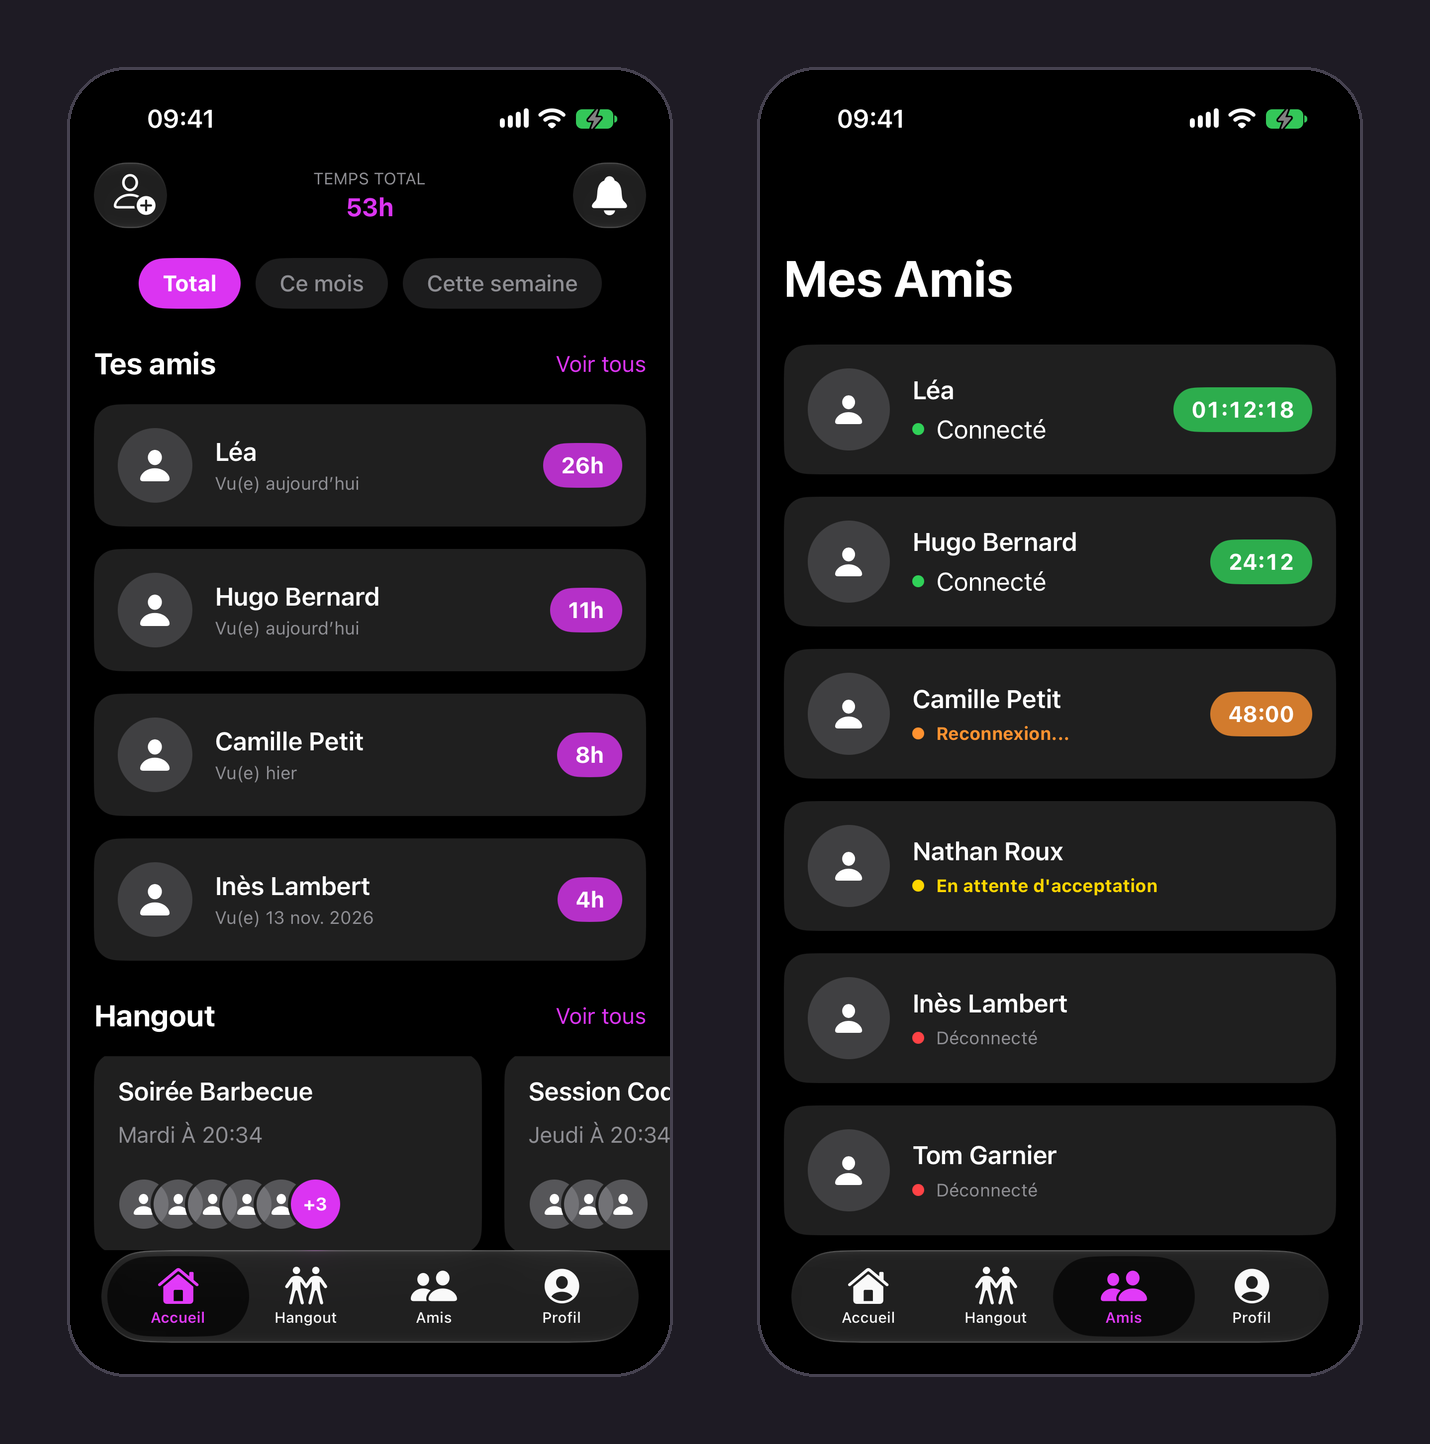 09:41
TEMPS TOTAL
53h
Total
Ce mois
Cette semaine
Tes amis
Voir tous
Léa
Vu(e) aujourd’hui
26h
Hugo Bernard
Vu(e) aujourd’hui
11h
Camille Petit
Vu(e) hier
8h
Inès Lambert
Vu(e) 13 nov. 2026
4h
Hangout
Voir tous
Soirée Barbecue
Mardi À 20:34
+3
Session Coo
Jeudi À 20:34
Accueil
Hangout
Amis
Profil
09:41
Mes Amis
Léa
Connecté
01:12:18
Hugo Bernard
Connecté
24:12
Camille Petit
Reconnexion...
48:00
Nathan Roux
En attente d'acceptation
Inès Lambert
Déconnecté
Tom Garnier
Déconnecté
Accueil
Hangout
Amis
Profil